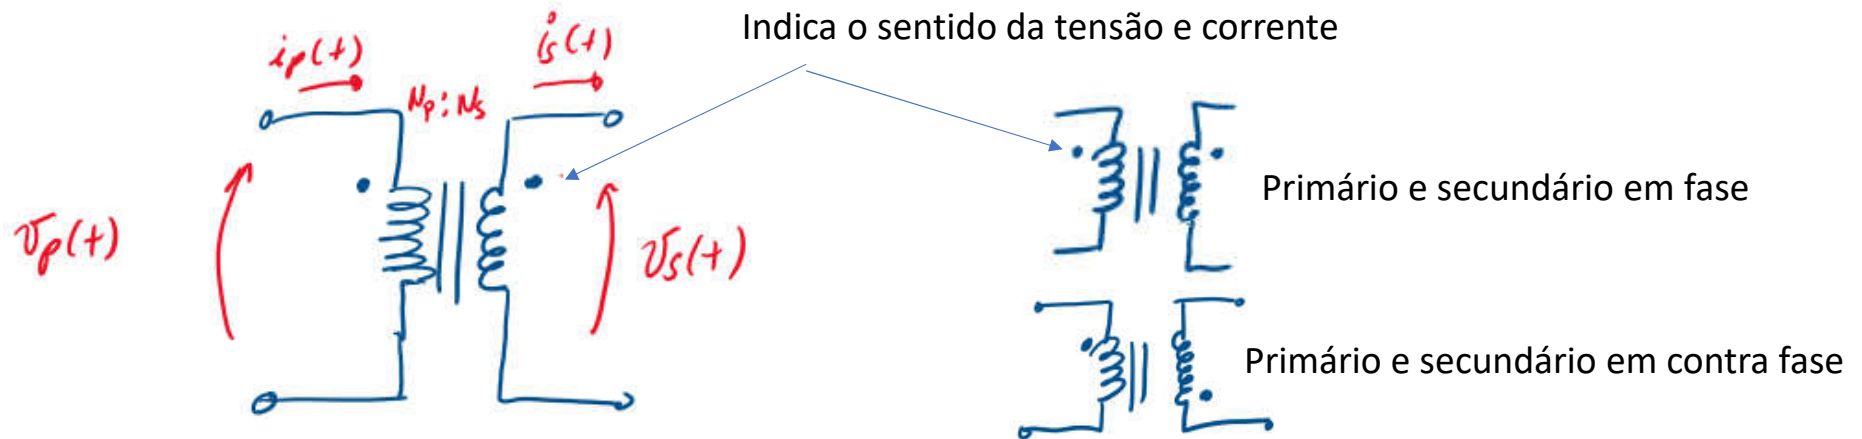 Indica o sentido da tensão e corrente
ip(t)
is(t)
Np:Ns
vp(t)
vs(t)
Primário e secundário em fase
Primário e secundário em contra fase